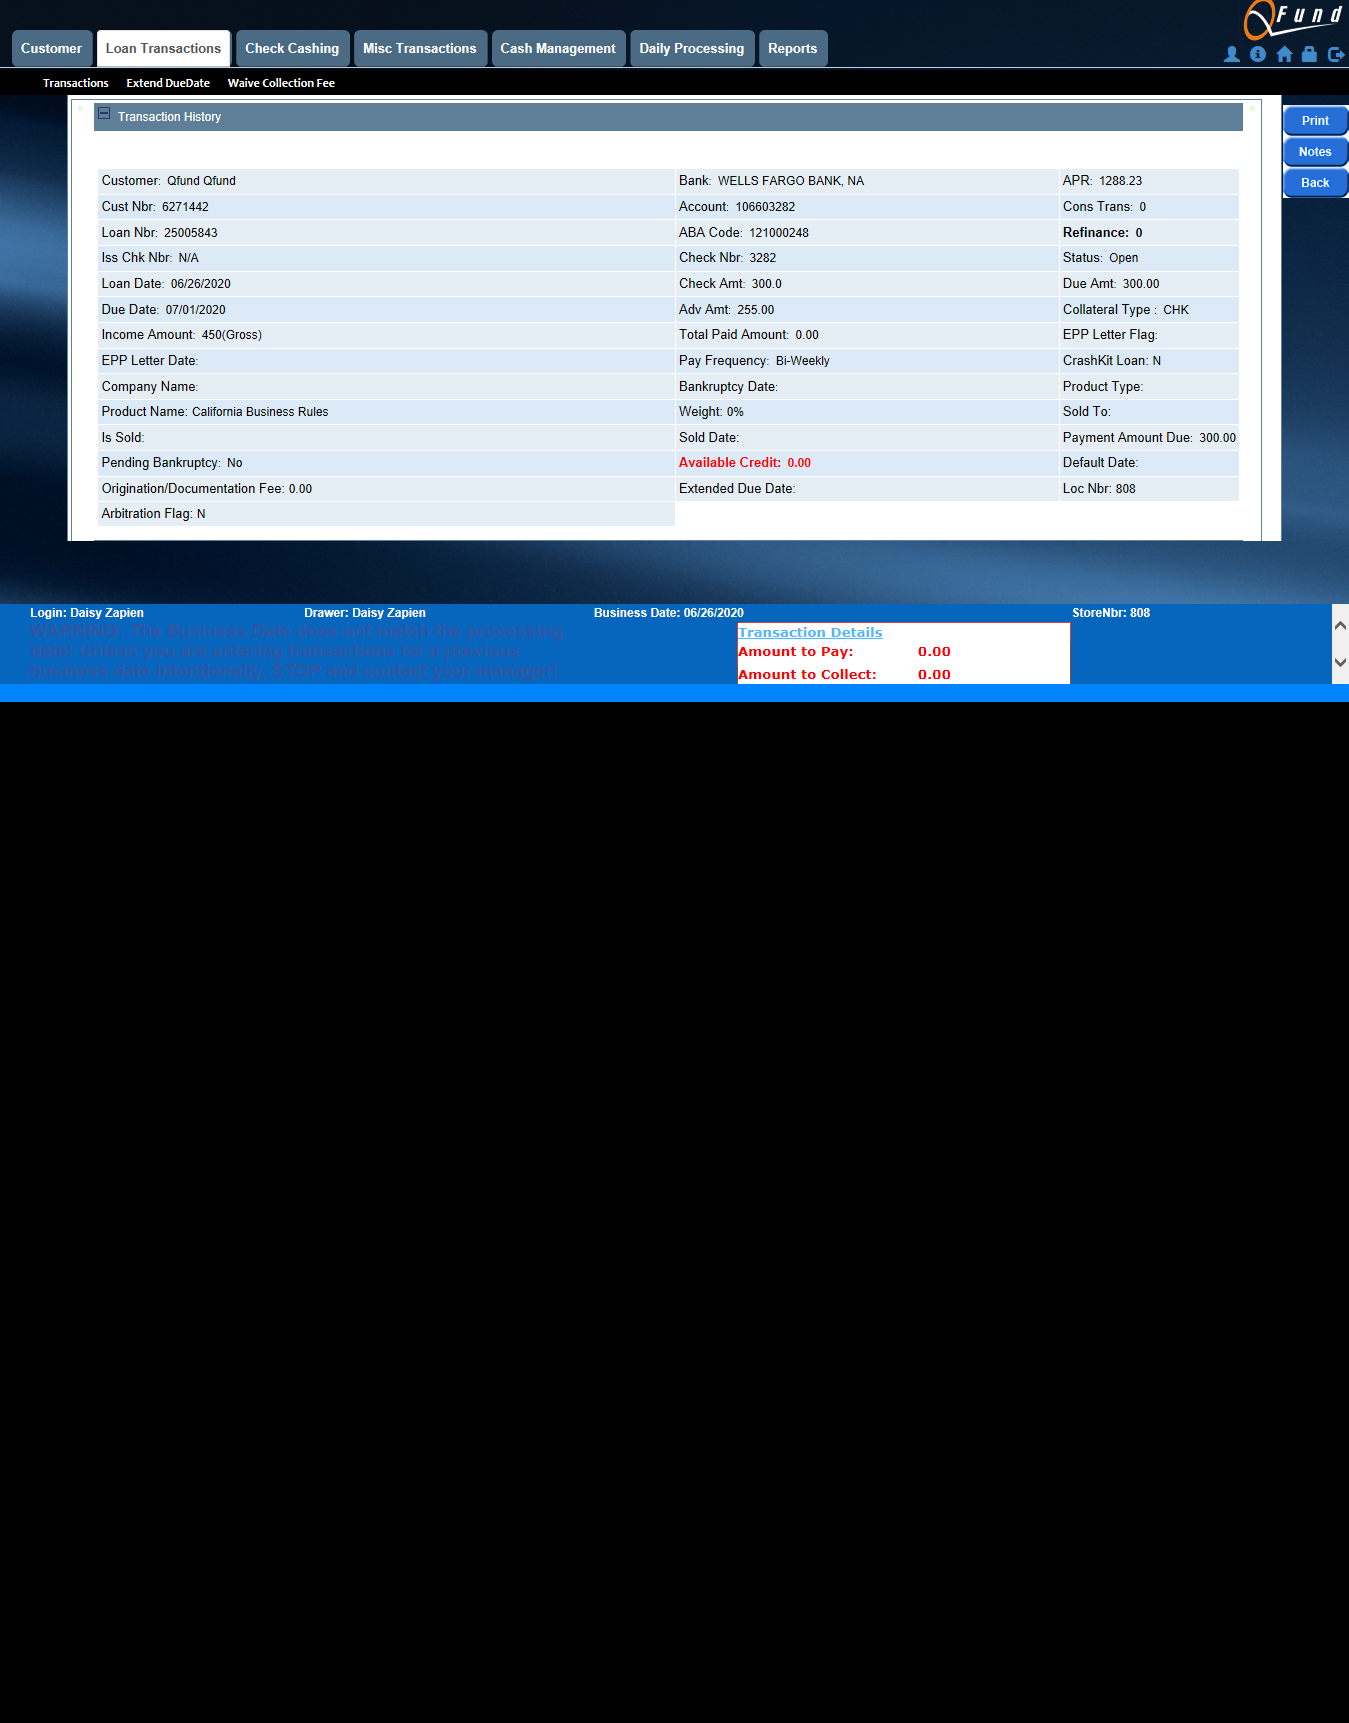 QFund
Customer Loan Transactions Check Cashing Misc Transactions Cash Management Daily Processing Reports
Transactions Extend DueDate Waive Collection Fee
Transaction History
Print
Notes
Back
Customer: Qfund Qfund Bank: WELLS FARGO BANK, NA APR: 1288.23
Cust Nbr: 6271442 Account: 106603282 Cons Trans: 0
Loan Nbr: 25005843 ABA Code: 121000248 Refinance: 0
Iss Chk Nbr: N/A Check Nbr: 3282 Status: Open
Loan Date: 06/26/2020 Check Amt: 300.0 Due Amt: 300.00
Due Date: 07/01/2020 Adv Amt: 255.00 Collateral Type : CHK
Income Amount: 450(Gross) Total Paid Amount: 0.00 EPP Letter Flag:
EPP Letter Date: Pay Frequency: Bi-Weekly CrashKit Loan: N
Company Name: Bankruptcy Date: Product Type:
Product Name: California Business Rules Weight: 0% Sold To:
Is Sold: Sold Date: Payment Amount Due: 300.00
Pending Bankruptcy: No Available Credit: 0.00 Default Date:
Origination/Documentation Fee: 0.00 Extended Due Date: Loc Nbr: 808
Arbitration Flag: N
Login: Daisy Zapien Drawer: Daisy Zapien Business Date: 06/26/2020 StoreNbr: 808
WARNING: The Business Date does not match the processing
date! Unless you are entering transactions for a previous
business date intentionally, STOP and contact your manager!
Transaction Details
Amount to Pay: 0.00
Amount to Collect: 0.00